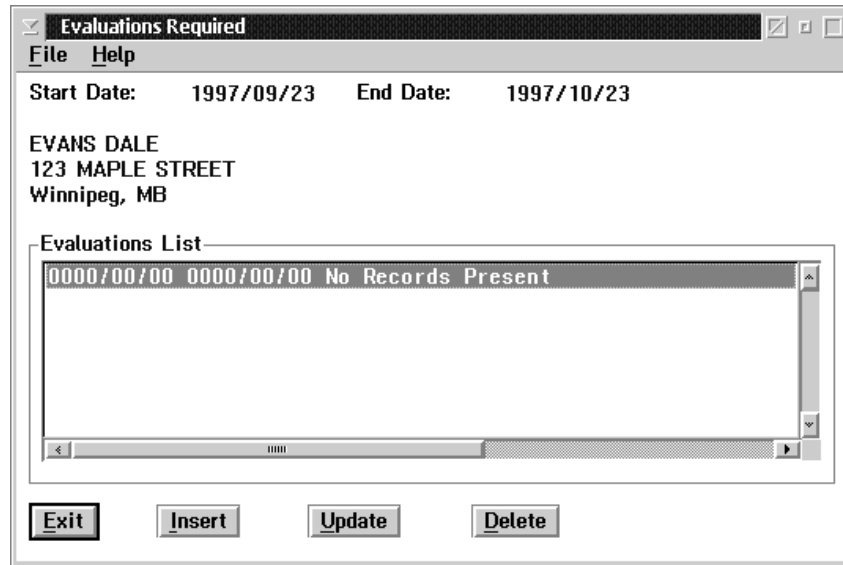 Evaluations Required
File Help
Start Date: 1997/09/23 End Date: 1997/10/23
EVANS DALE
123 MAPLE STREET
Winnipeg, MB
Evaluations List
0000/00/00 0000/00/00 No Records Present
Exit Insert Update Delete